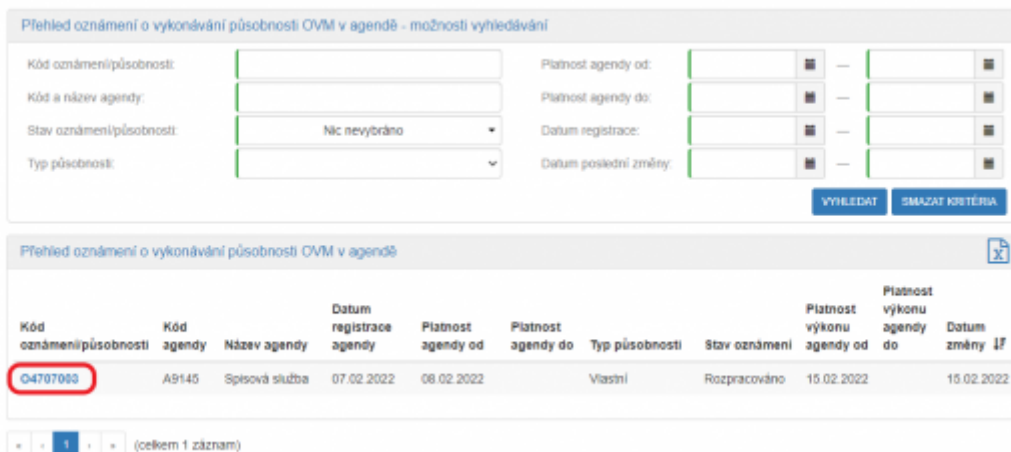 Přehled oznámení o vykonávání působnosti OVM v agendě - možnosti vyhledávání
Kód oznámení/působnosti: Platnost agendy od: —
Kód a název agendy: Platnost agendy do: —
Stav oznámení/působnosti: Nic nevybráno Datum registrace: —
Typ působnosti: Datum poslední změny: —
VYHLEDAT SMAZAT KRITÉRIA
Přehled oznámení o vykonávání působnosti OVM v agendě
Kód oznámení/působnosti Kód agendy Název agendy Datum registrace agendy Platnost agendy od Platnost agendy do Typ působnosti Stav oznámení Platnost výkonu agendy od Platnost výkonu agendy do Datum změny
O4707003 A9145 Spisová služba 07.02.2022 08.02.2022 Vlastní Rozpracováno 15.02.2022 15.02.2022
« ‹ 1 › » (celkem 1 záznam)